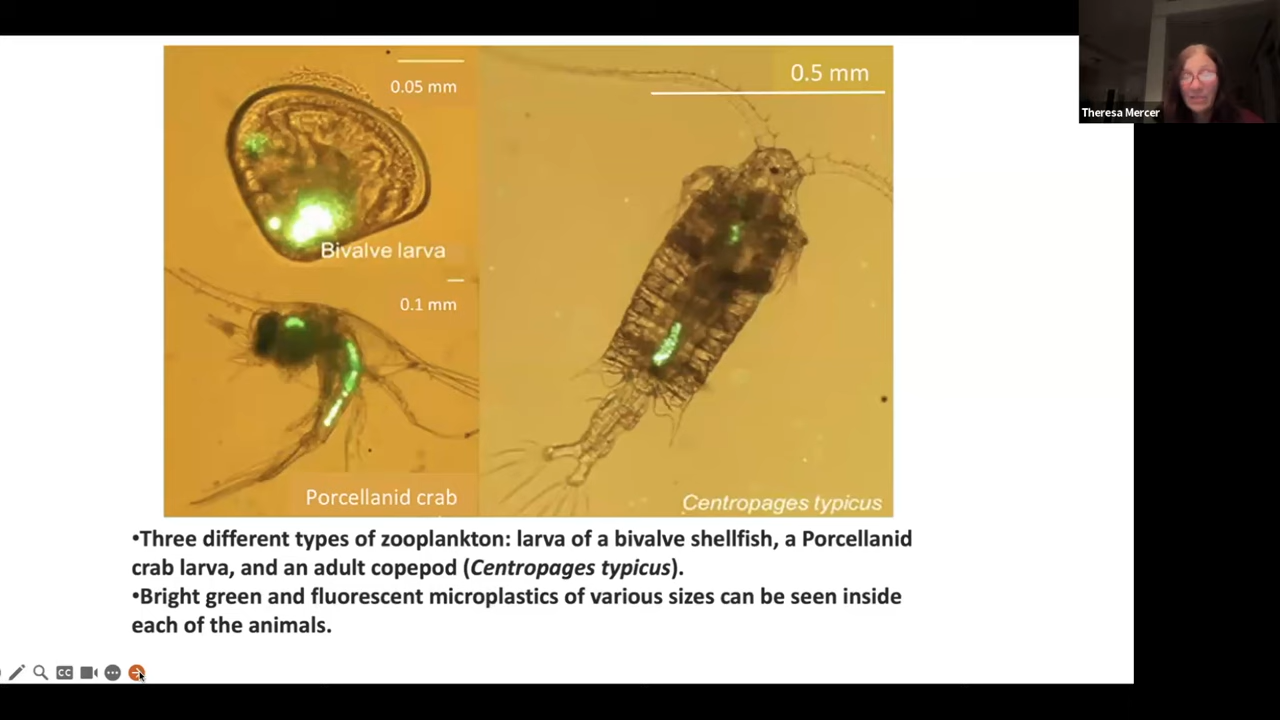 0.05 mm
0.5 mm
Theresa Mercer
Bivalve larva
0.1 mm
Porcellanid crab
Centropages typicus
•Three different types of zooplankton: larva of a bivalve shellfish, a Porcellanid
crab larva, and an adult copepod (Centropages typicus).
•Bright green and fluorescent microplastics of various sizes can be seen inside
each of the animals.
CC